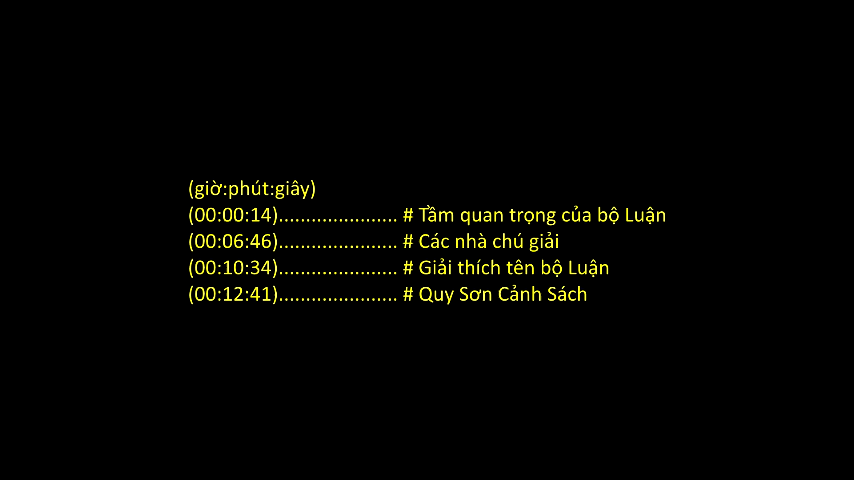 (giờ:phút:giây)
(00:00:14)...................... # Tầm quan trọng của bộ Luận
(00:06:46)...................... # Các nhà chú giải
(00:10:34)...................... # Giải thích tên bộ Luận
(00:12:41)...................... # Quy Sơn Cảnh Sách